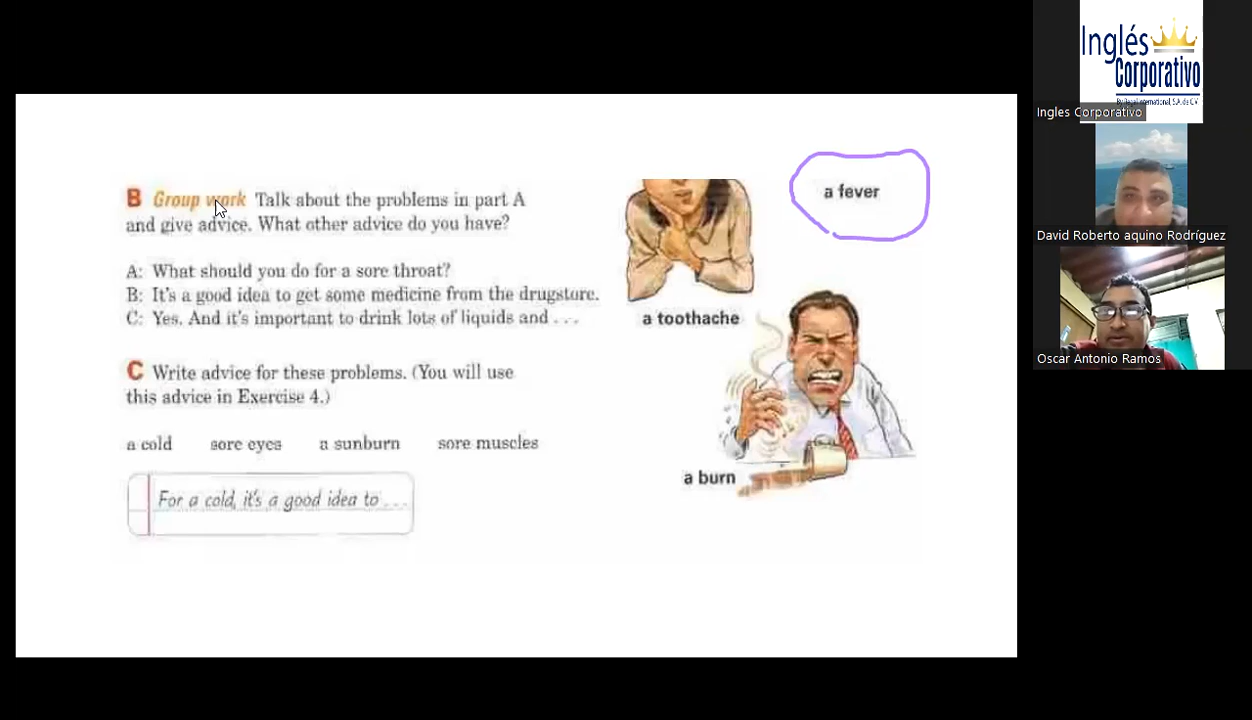 B Group work Talk about the problems in part A
and give advice. What other advice do you have?
A: What should you do for a sore throat?
B: It's a good idea to get some medicine from the drugstore.
C: Yes. And it's important to drink lots of liquids and . . .
C Write advice for these problems. (You will use
this advice in Exercise 4.)
a cold sore eyes a sunburn sore muscles
For a cold, it's a good idea to . . .
a fever
a toothache
a burn
Inglés
Corporativo
Ingles Corporativo
David Roberto aquino Rodríguez
Oscar Antonio Ramos